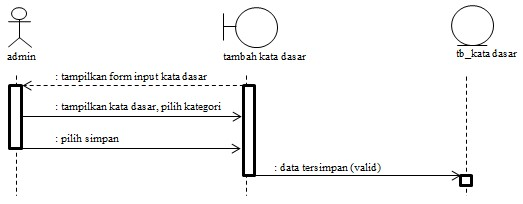 admin
tambah kata dasar
tb_kata dasar
: tampilkan form input kata dasar
: tampilkan kata dasar, pilih kategori
: pilih simpan
: data tersimpan (valid)